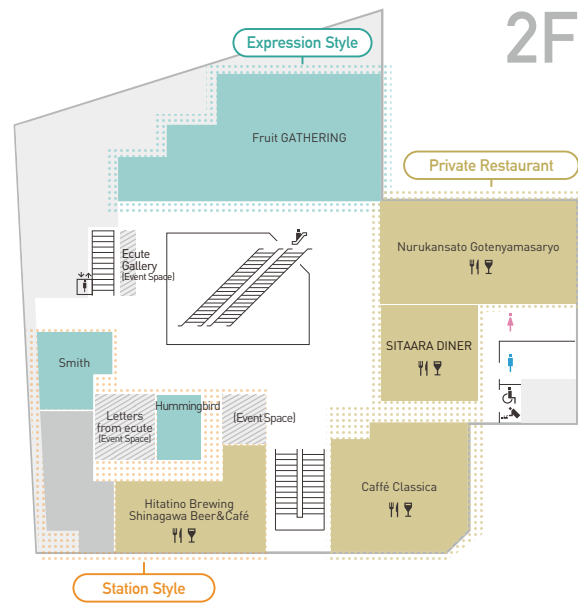 2F
Expression Style
Fruit GATHERING
Private Restaurant
Nurukansato Gotenyamasaryo
Ecute
Gallery
(Event Space)
SITAARA DINER
Smith
Hummingbird
Letters
from ecute
(Event Space)
(Event Space)
Caffé Classica
Hitatino Brewing
Shinagawa Beer&Café
Station Style